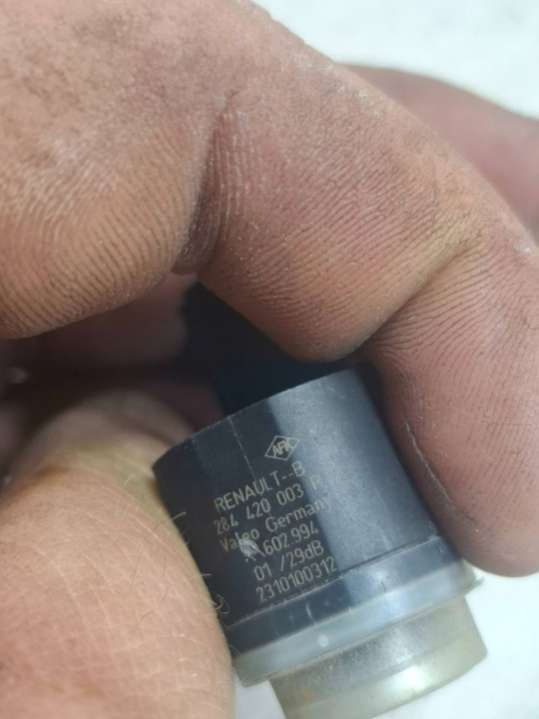 RENAULT--B
284 420 003 R
Valeo Germany
602 994
01 /29dB
2310100312